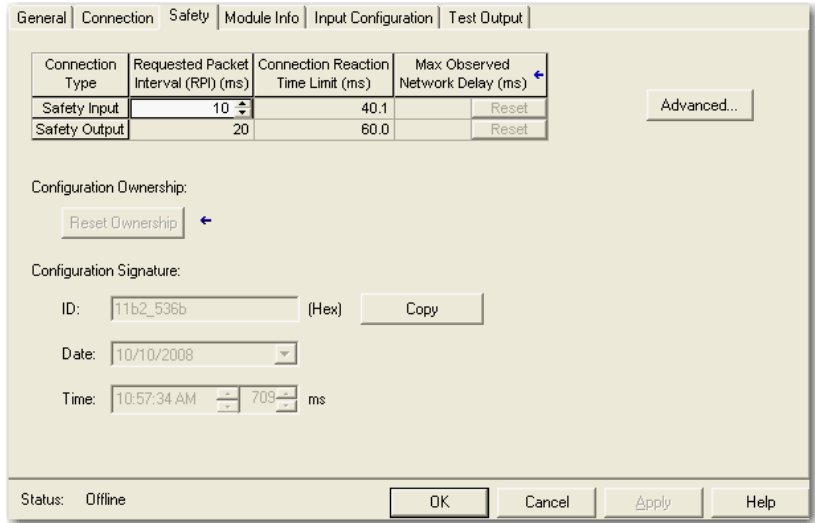 General Connection Safety Module Info Input Configuration Test Output
Connection Type Requested Packet Interval (RPI) (ms) Connection Reaction Time Limit (ms) Max Observed Network Delay (ms)
Safety Input 10 40.1 Reset
Safety Output 20 60.0 Reset
Advanced...
Configuration Ownership:
Reset Ownership
Configuration Signature:
ID: 11b2_536b (Hex) Copy
Date: 10/10/2008
Time: 10:57:34 AM 709 ms
Status: Offline OK Cancel Apply Help